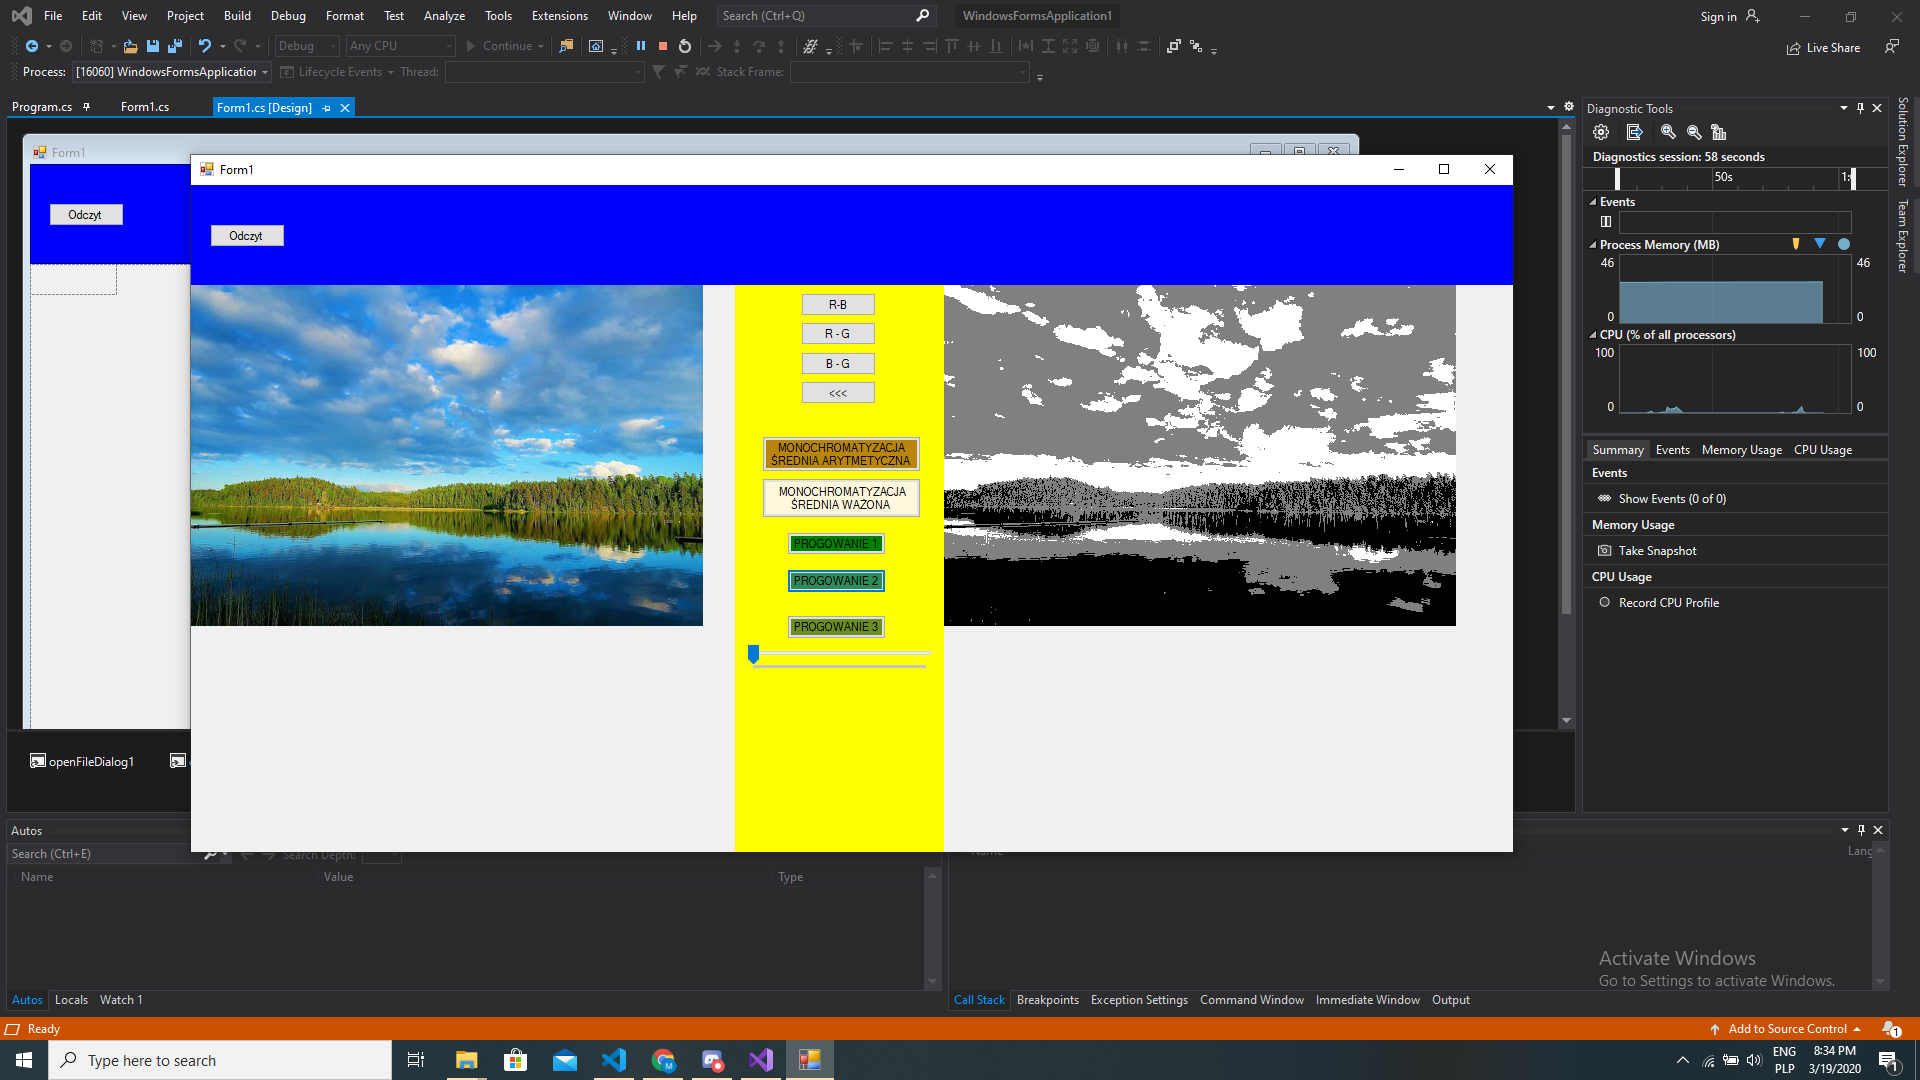 File Edit View Project Build Debug Format Test Analyze Tools Extensions Window Help Search (Ctrl+Q) WindowsFormsApplication1 Sign in
Debug Any CPU Continue Live Share
Process: [16060] WindowsFormsApplication Lifecycle Events Thread: Stack Frame:
Program.cs Form1.cs Form1.cs [Design]
Form1
Odczyt
Form1
Odczyt
R-B
R - G
B - G
<<<
MONOCHROMATYZACJA
ŚREDNIA ARYTMETYCZNA
MONOCHROMATYZACJA
ŚREDNIA WAŻONA
PROGOWANIE 1
PROGOWANIE 2
PROGOWANIE 3
openFileDialog1
Diagnostic Tools
Diagnostics session: 58 seconds
50s
Events
Process Memory (MB)
46 46
0 0
CPU (% of all processors)
100 100
0 0
Summary Events Memory Usage CPU Usage
Events
Show Events (0 of 0)
Memory Usage
Take Snapshot
CPU Usage
Record CPU Profile
Solution Explorer
Team Explorer
Autos
Search (Ctrl+E) Search Depth:
Name Value Type
Name Lang
Autos Locals Watch 1
Call Stack Breakpoints Exception Settings Command Window Immediate Window Output
Activate Windows
Go to Settings to activate Windows.
Ready Add to Source Control 1
Type here to search
M
ENG
PLP
8:34 PM
3/19/2020
1